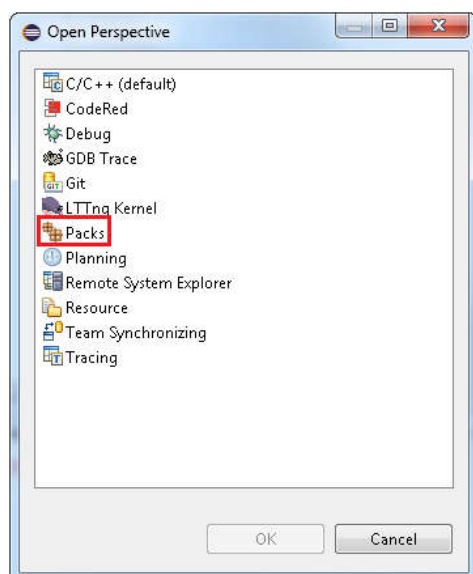 Open Perspective
C/C++ (default)
CodeRed
Debug
GDB Trace
Git
LTTng Kernel
Packs
Planning
Remote System Explorer
Resource
Team Synchronizing
Tracing
OK
Cancel